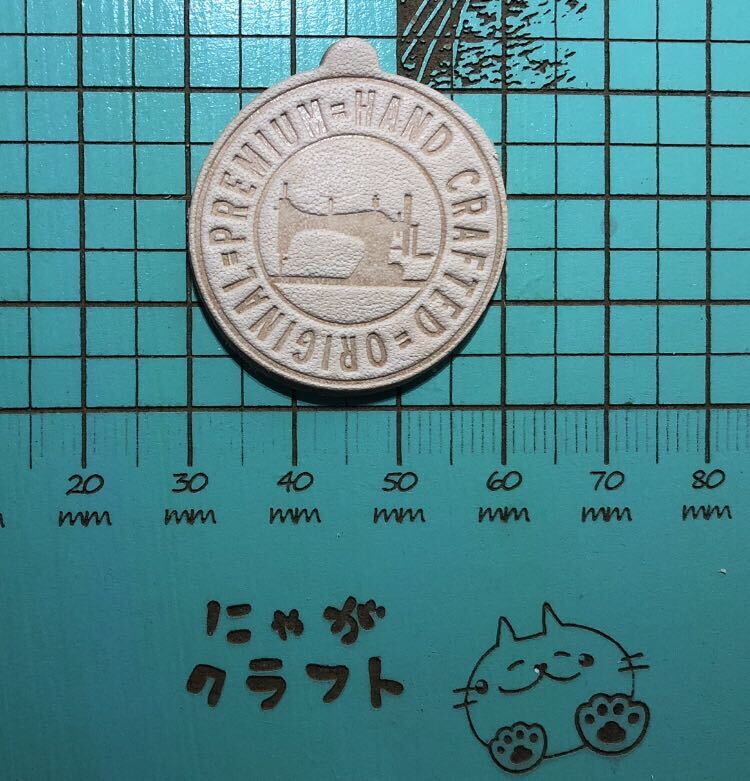 PREMIUM=HAND CRAFTED=ORIGINAL=
20 30 40 50 60 70 80
mm mm mm mm mm mm mm
にゃが
クラフト